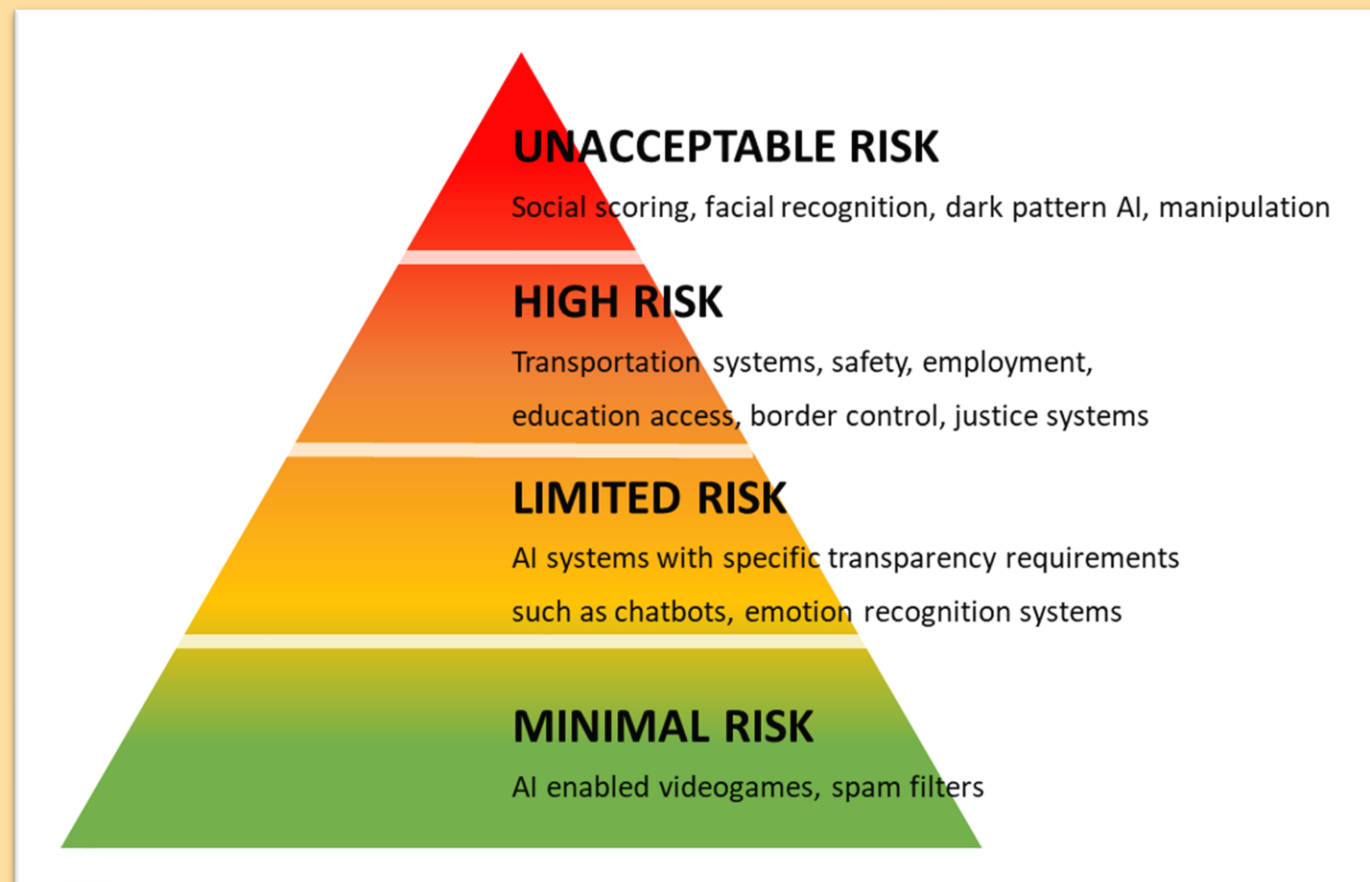 UNACCEPTABLE RISK
Social scoring, facial recognition, dark pattern AI, manipulation
HIGH RISK
Transportation systems, safety, employment,
education access, border control, justice systems
LIMITED RISK
AI systems with specific transparency requirements
such as chatbots, emotion recognition systems
MINIMAL RISK
AI enabled videogames, spam filters